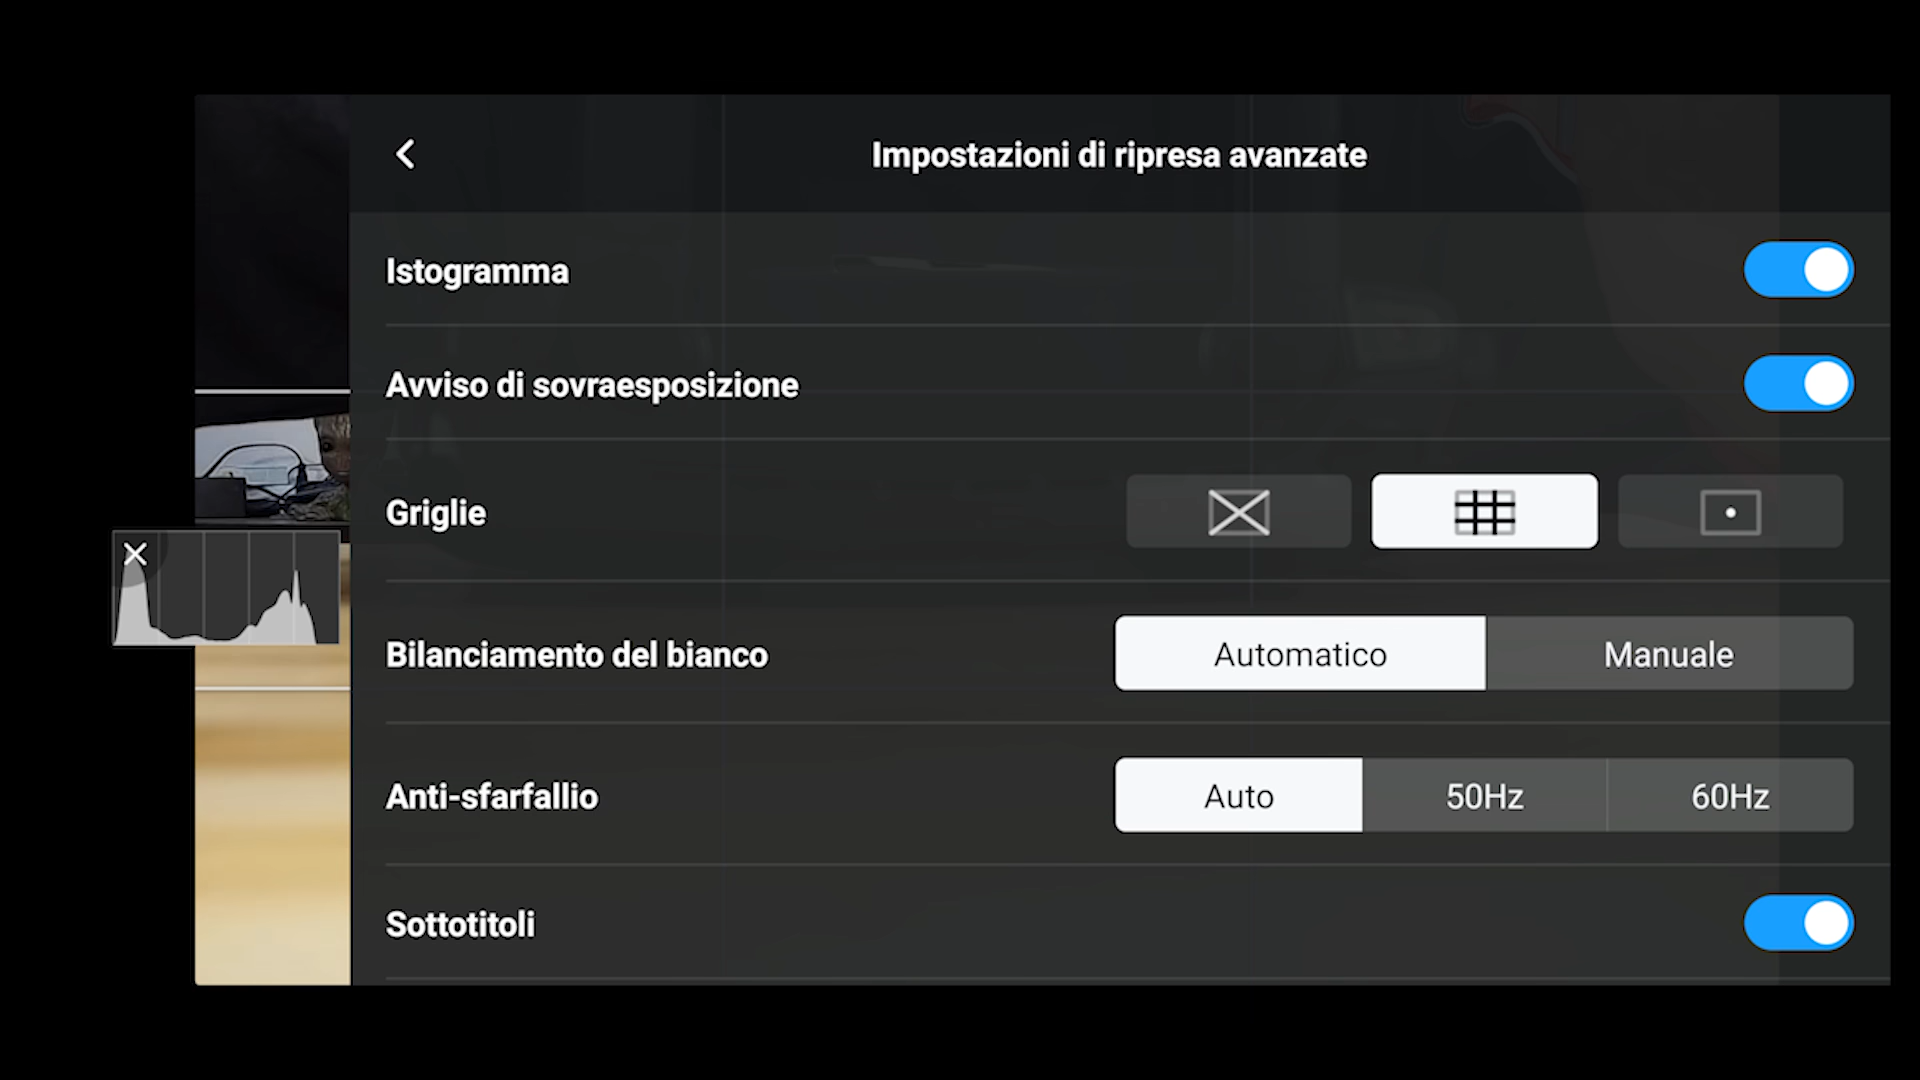 Impostazioni di ripresa avanzate
Istogramma
Avviso di sovraesposizione
Griglie
Bilanciamento del bianco
Automatico
Manuale
Anti-sfarfallio
Auto
50Hz
60Hz
Sottotitoli